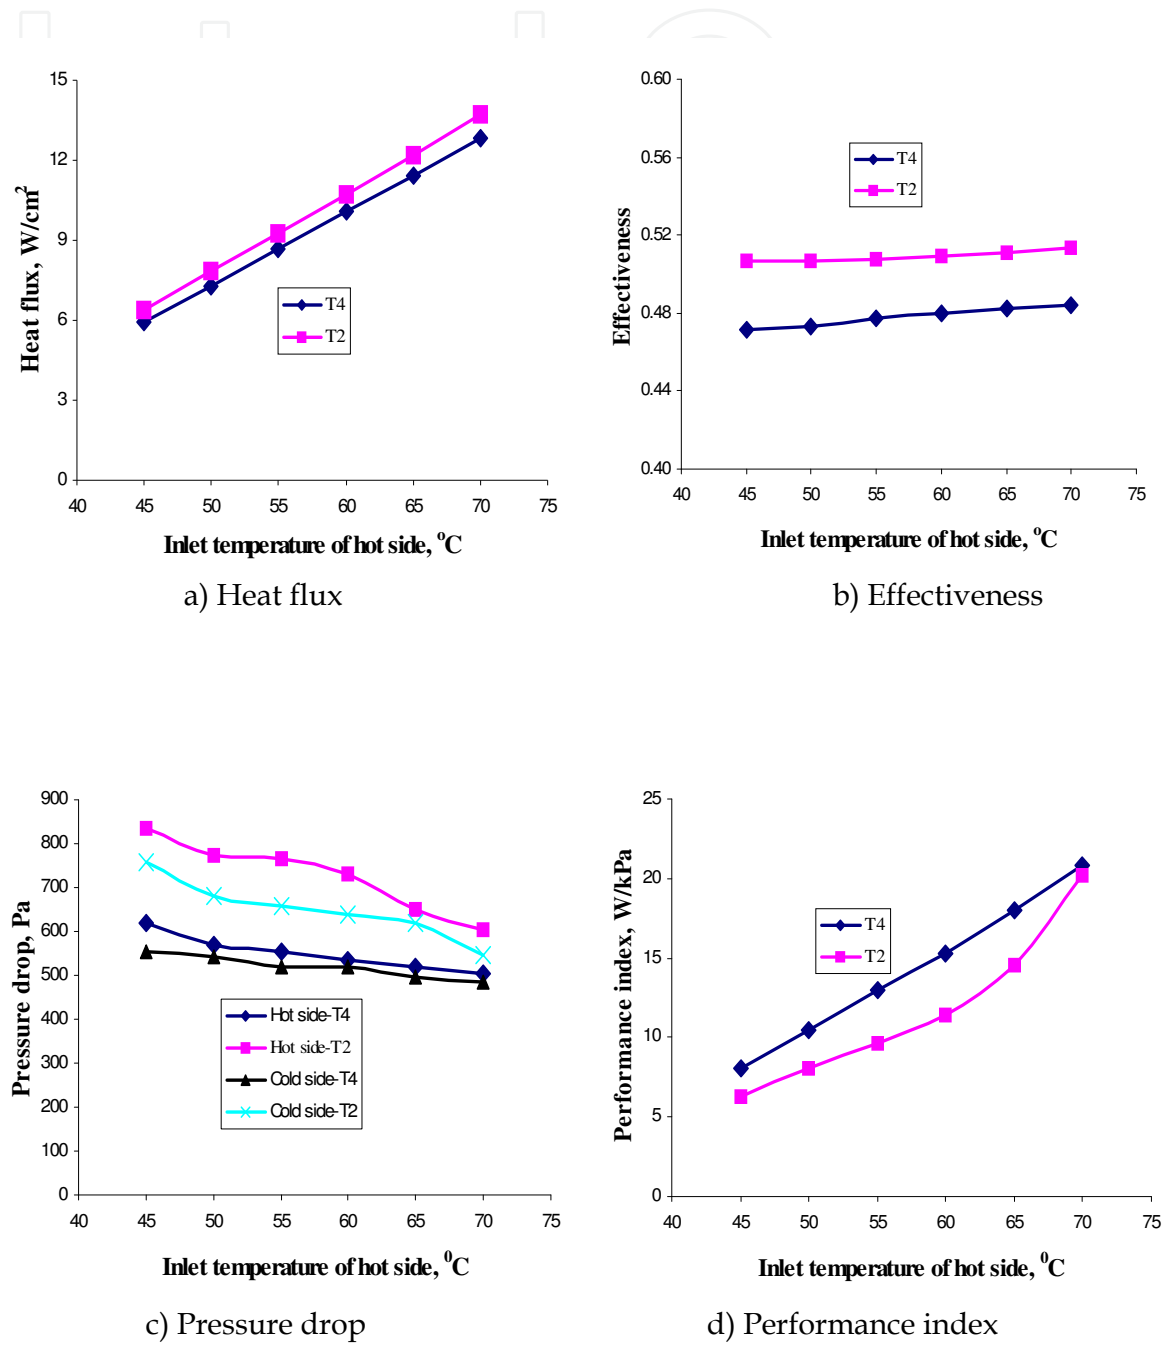 15
12
9
6
3
0
Heat flux, W/cm2
T4
T2
40 45 50 55 60 65 70 75
Inlet temperature of hot side, oC
a) Heat flux
0.60
0.56
0.52
0.48
0.44
0.40
Effectiveness
T4
T2
40 45 50 55 60 65 70 75
Inlet temperature of hot side, oC
b) Effectiveness
900
800
700
600
500
400
300
200
100
0
Pressure drop, Pa
Hot side-T4
Hot side-T2
Cold side-T4
Cold side-T2
40 45 50 55 60 65 70 75
Inlet temperature of hot side, 0C
c) Pressure drop
25
20
15
10
5
0
Performance index, W/kPa
T4
T2
40 45 50 55 60 65 70 75
Inlet temperature of hot side, 0C
d) Performance index